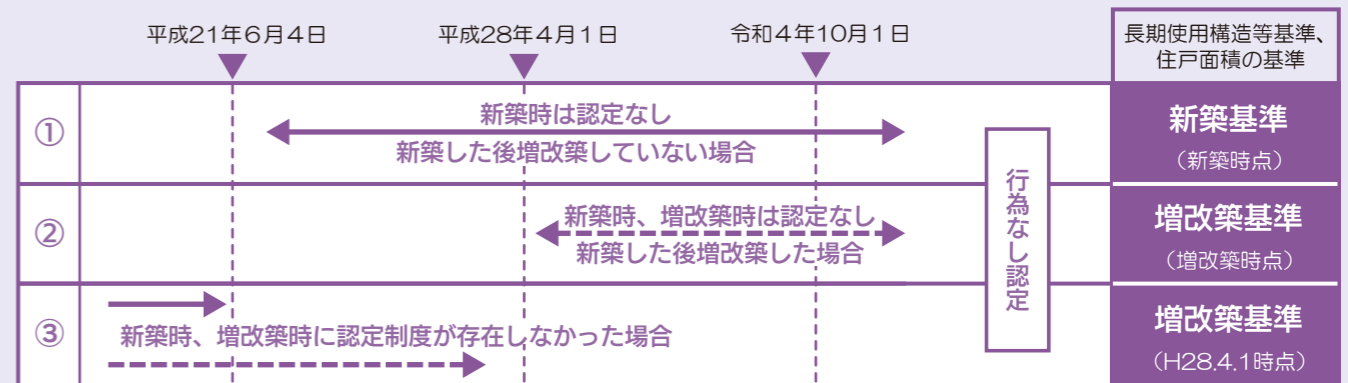 平成21年6月4日
平成28年4月1日
令和4年10月1日
長期使用構造等基準、
住戸面積の基準
①
新築時は認定なし
新築した後増改築していない場合
新築基準
（新築時点）
②
新築時、増改築時は認定なし
新築した後増改築した場合
増改築基準
（増改築時点）
③
新築時、増改築時に認定制度が存在しなかった場合
行為なし認定
増改築基準
（H28.4.1時点）